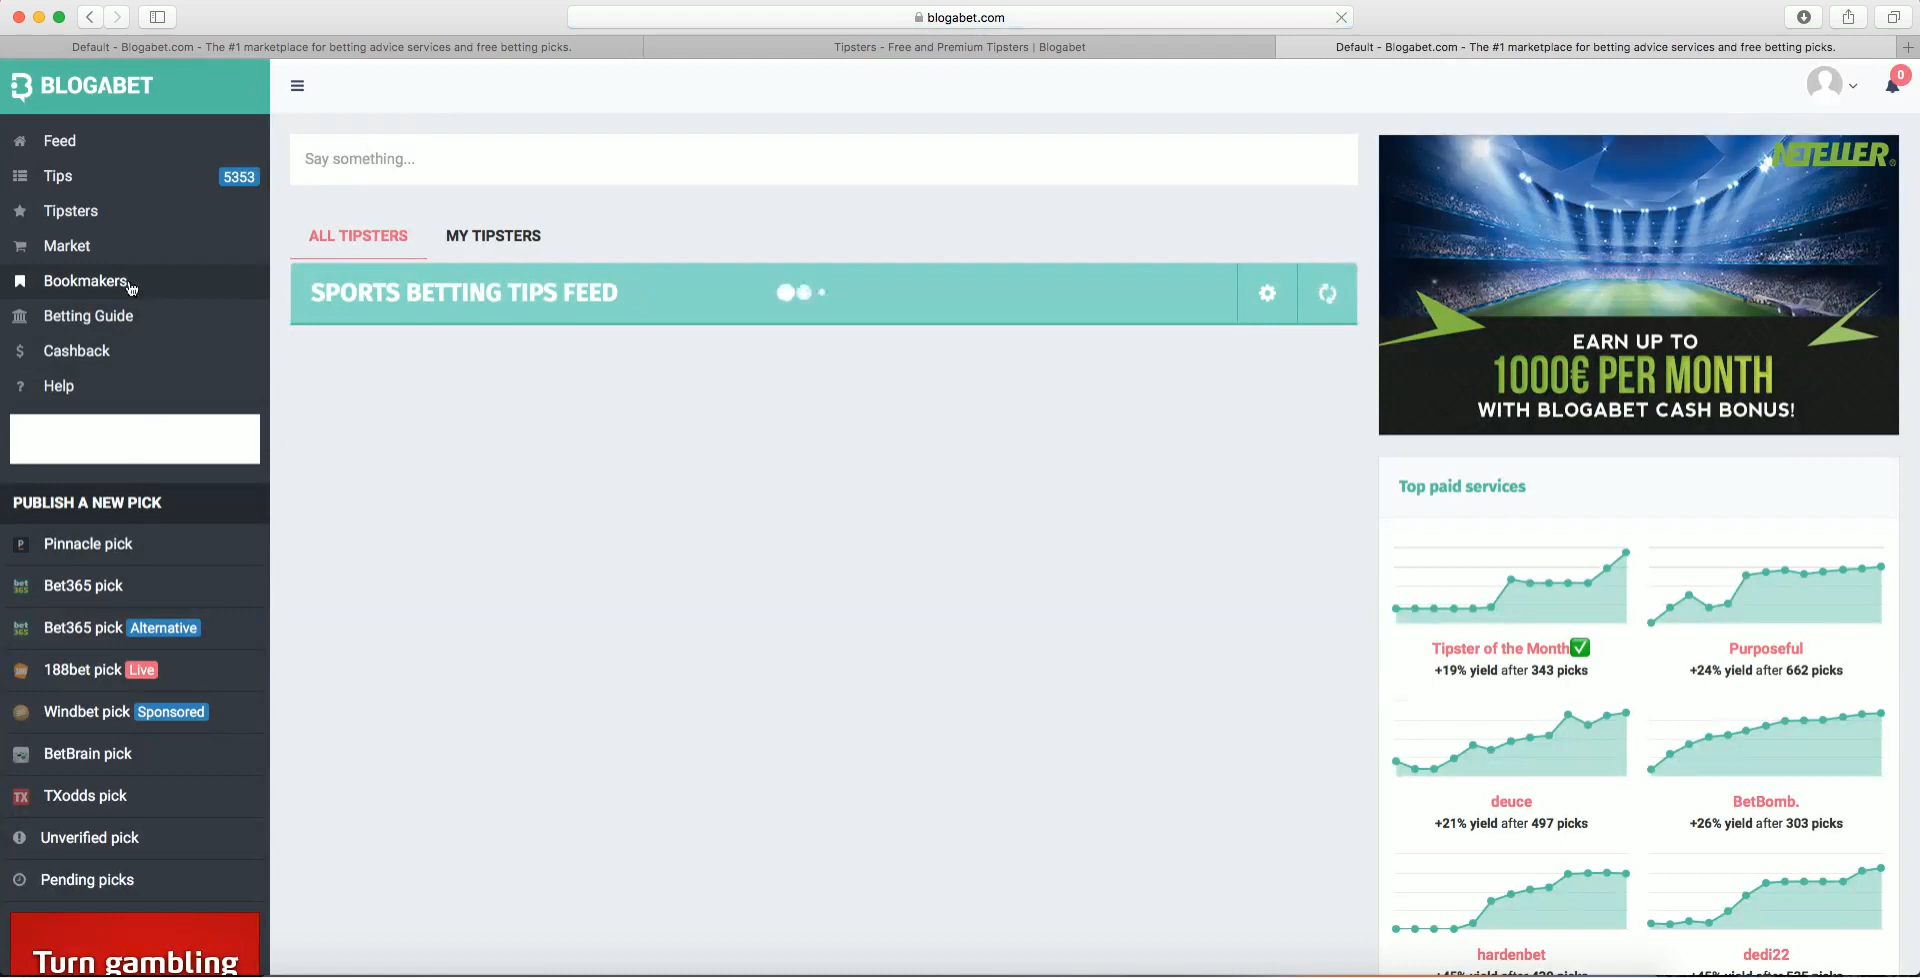 blogabet.com
Default - Blogabet.com - The #1 marketplace for betting advice services and free betting picks.
Tipsters - Free and Premium Tipsters | Blogabet
Default - Blogabet.com - The #1 marketplace for betting advice services and free betting picks.
BLOGABET
0
Feed
Tips 5353
Tipsters
Market
Bookmakers
Betting Guide
$ Cashback
? Help
PUBLISH A NEW PICK
P Pinnacle pick
bet365 Bet365 pick
bet365 Bet365 pick Alternative
188bet pick Live
Windbet pick Sponsored
BetBrain pick
TX TXodds pick
Unverified pick
Pending picks
Turn gambling
Say something...
ALL TIPSTERS MY TIPSTERS
SPORTS BETTING TIPS FEED
NETELLER
EARN UP TO
1000€ PER MONTH
WITH BLOGABET CASH BONUS!
Top paid services
Tipster of the Month✅
+19% yield after 343 picks
Purposeful
+24% yield after 662 picks
deuce
+21% yield after 497 picks
BetBomb.
+26% yield after 303 picks
hardenbet
dedi22